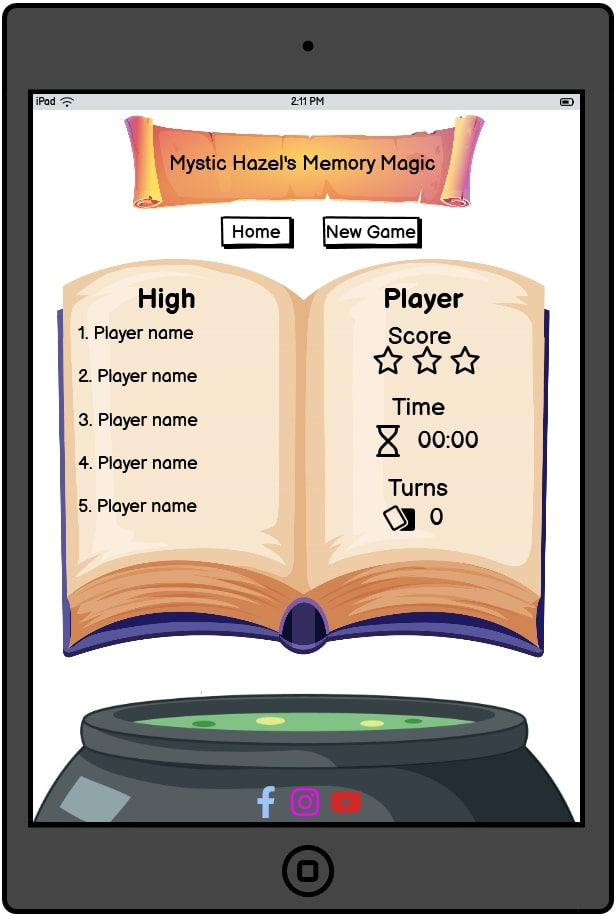 iPad 2:11 PM
Mystic Hazel's Memory Magic
Home New Game
High
1. Player name
2. Player name
3. Player name
4. Player name
5. Player name
Player
Score
Time
00:00
Turns
0